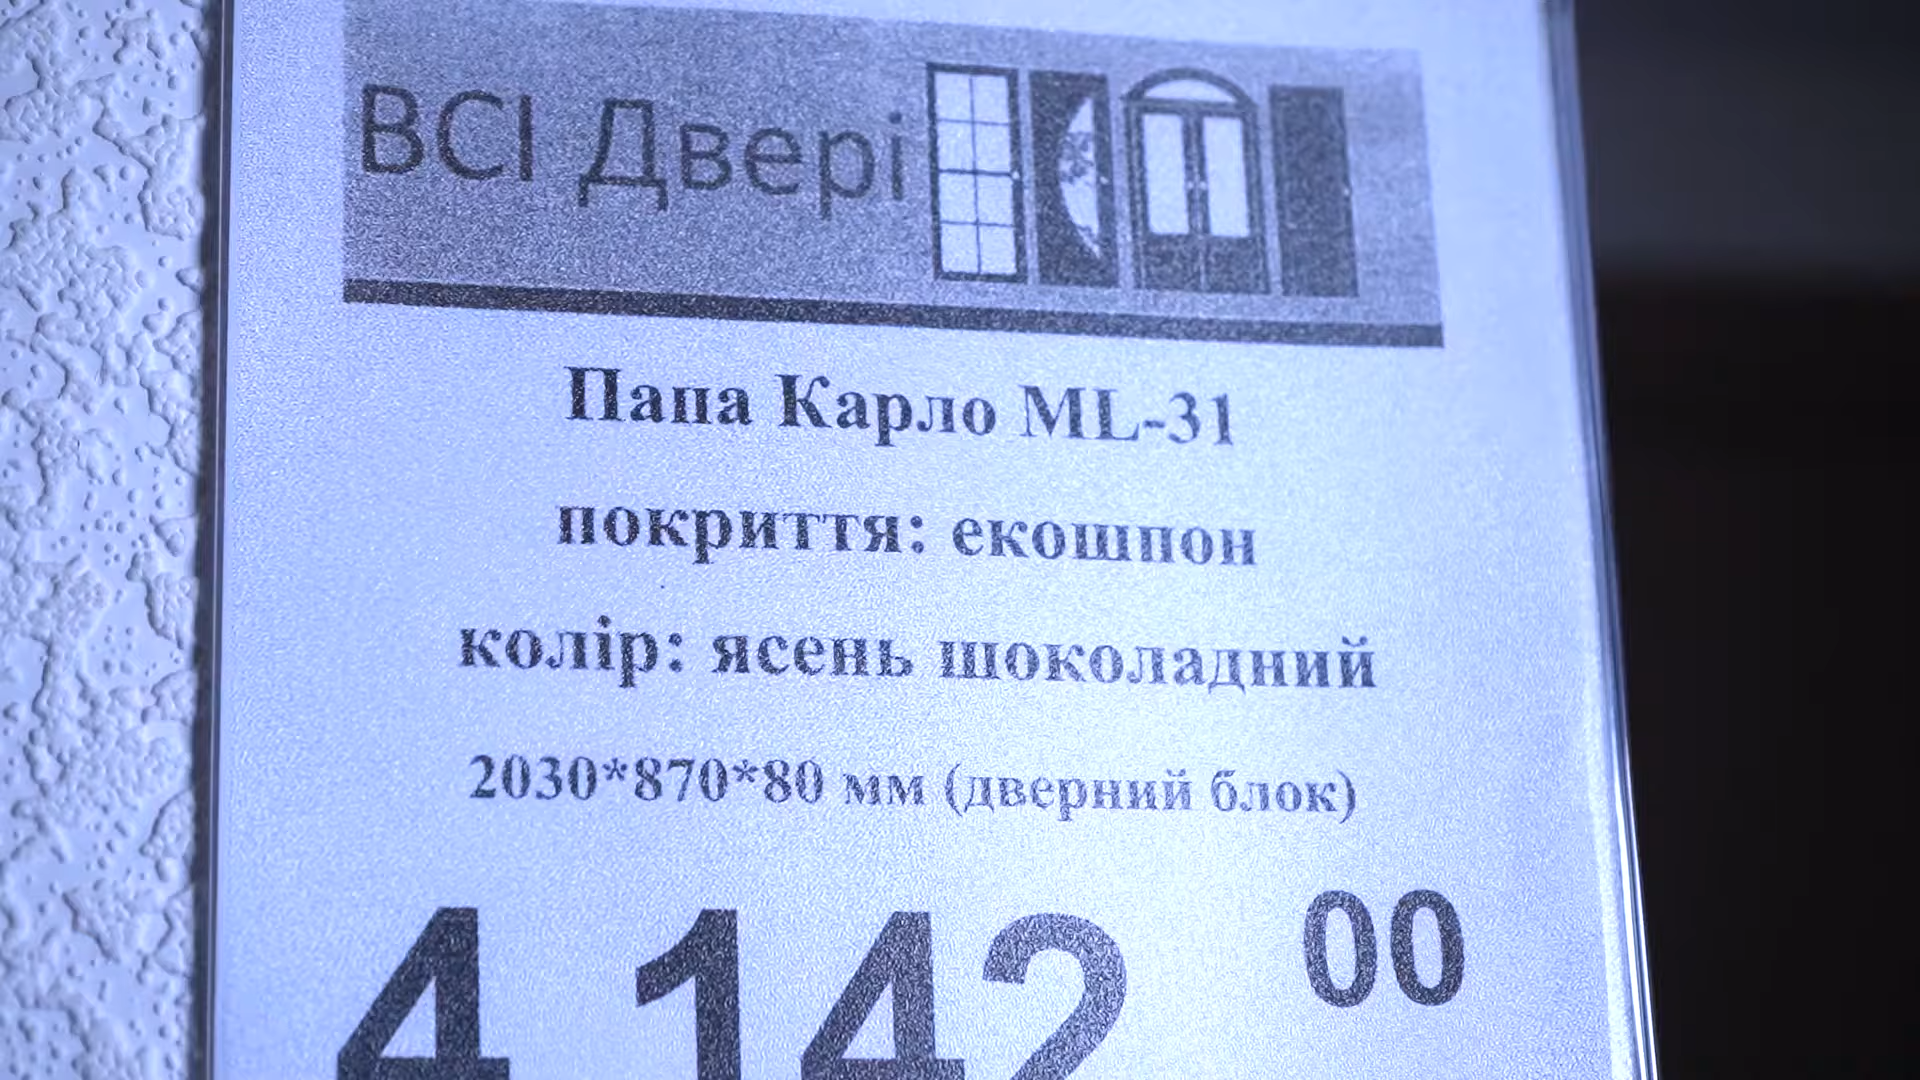 ВСІ Двері
Папа Карло ML-31
покриття: екошпон
колір: ясень шоколадний
2030*870*80 мм (дверний блок)
4 142 00